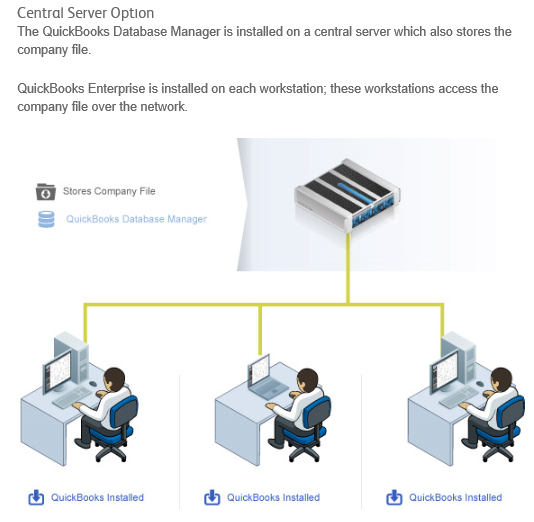 Central Server Option
The QuickBooks Database Manager is installed on a central server which also stores the
company file.
QuickBooks Enterprise is installed on each workstation; these workstations access the
company file over the network.
Stores Company File
QuickBooks Database Manager
QuickBooks Installed
QuickBooks Installed
QuickBooks Installed